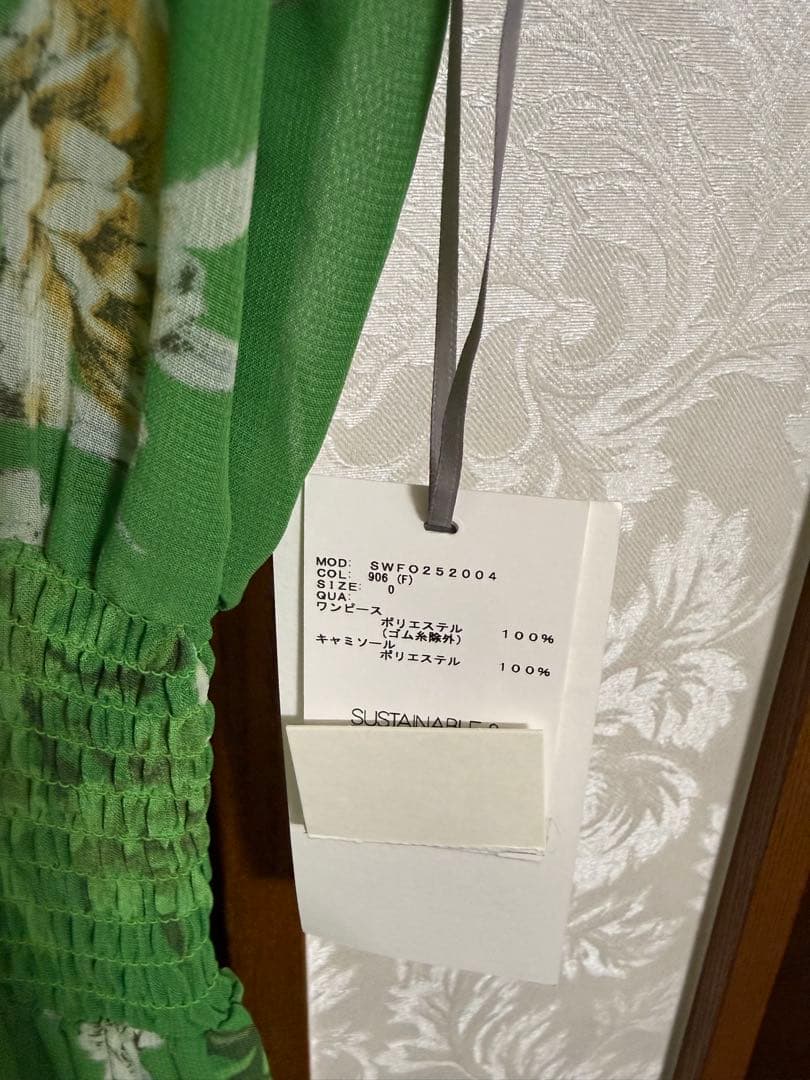 MOD: SWFO252004
COL: 906 (F)
SIZE: 0
QUA:
ワンピース
ポリエステル 100%
(ゴム糸除外)
キャミソール
ポリエステル 100%
SUSTAINABLE